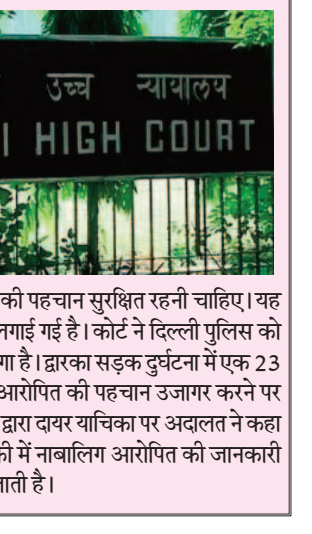 उच्च न्यायालय
HIGH COURT
की पहचान सुरक्षित रहनी चाहिए। यह
लगाई गई है। कोर्ट ने दिल्ली पुलिस को
है। द्वारका सड़क दुर्घटना में एक 23
आरोपित की पहचान उजागर करने पर
द्वारा दायर याचिका पर अदालत ने कहा
में नाबालिग आरोपित की जानकारी
जाती है।